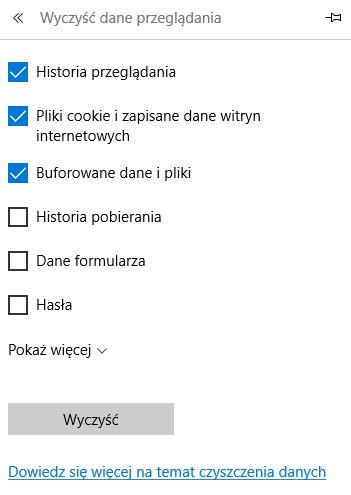 Wyczyść dane przeglądania
Historia przeglądania
Pliki cookie i zapisane dane witryn
internetowych
Buforowane dane i pliki
Historia pobierania
Dane formularza
Hasła
Pokaż więcej
Wyczyść
Dowiedz się więcej na temat czyszczenia danych